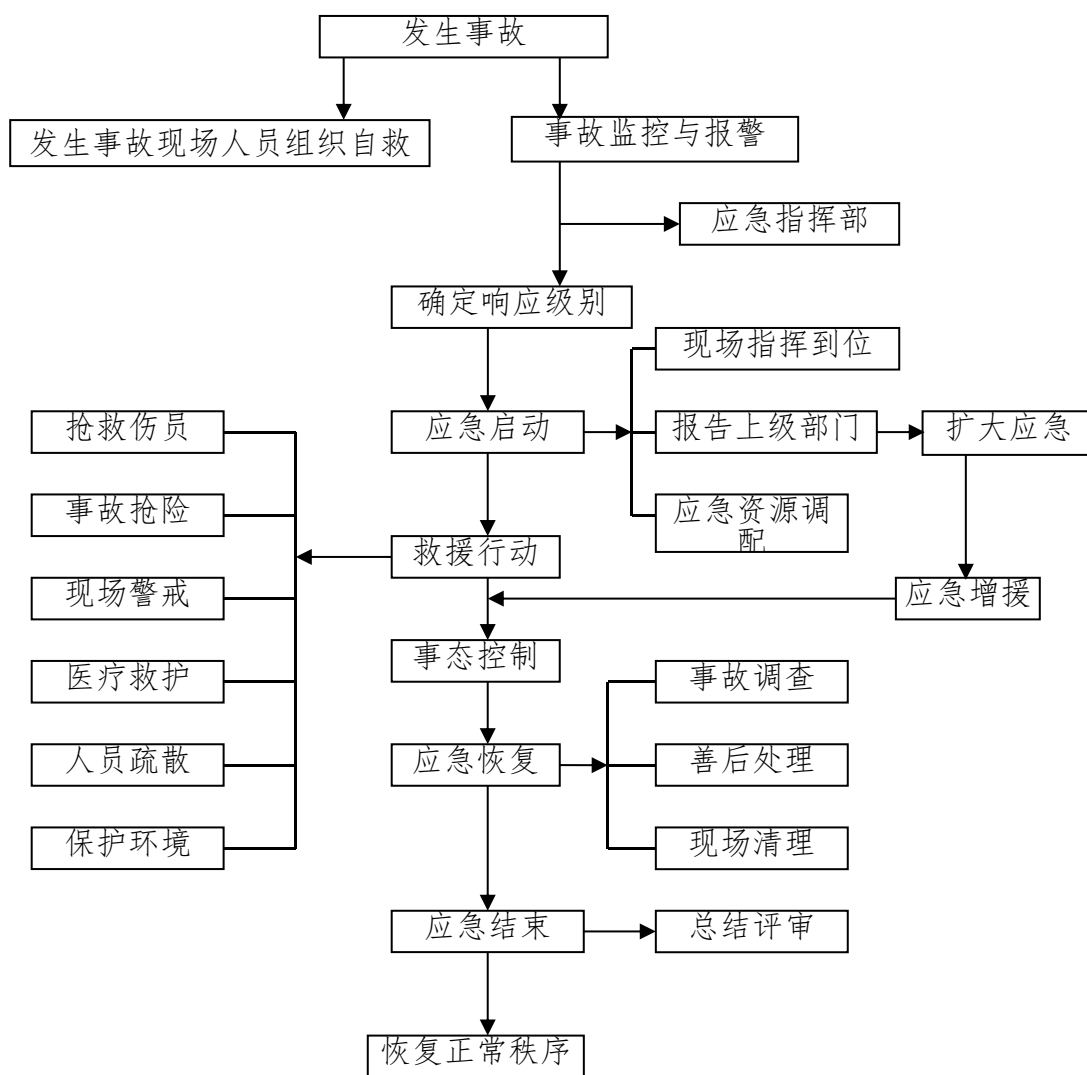 发生事故
发生事故现场人员组织自救
事故监控与报警
应急指挥部
确定响应级别
现场指挥到位
抢救伤员
应急启动
报告上级部门
扩大应急
事故抢险
应急资源调
配
救援行动
现场警戒
应急增援
事态控制
医疗救护
事故调查
人员疏散
应急恢复
善后处理
保护环境
现场清理
应急结束
总结评审
恢复正常秩序